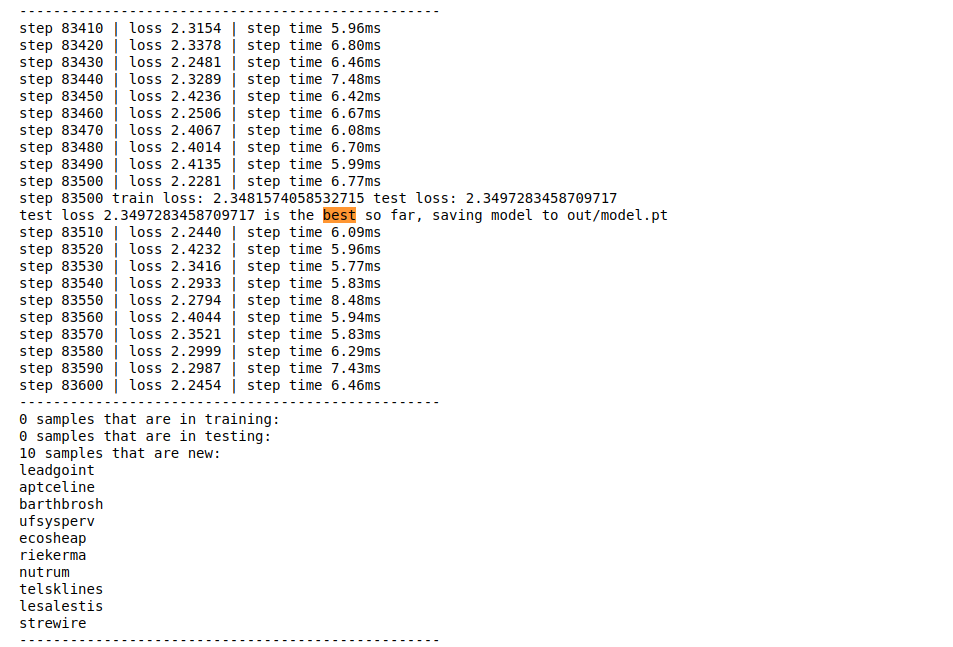 --------------------------------------------------
step 83410 | loss 2.3154 | step time 5.96ms
step 83420 | loss 2.3378 | step time 6.80ms
step 83430 | loss 2.2481 | step time 6.46ms
step 83440 | loss 2.3289 | step time 7.48ms
step 83450 | loss 2.4236 | step time 6.42ms
step 83460 | loss 2.2506 | step time 6.67ms
step 83470 | loss 2.4067 | step time 6.08ms
step 83480 | loss 2.4014 | step time 6.70ms
step 83490 | loss 2.4135 | step time 5.99ms
step 83500 | loss 2.2281 | step time 6.77ms
step 83500 train loss: 2.3481574058532715 test loss: 2.3497283458709717
test loss 2.3497283458709717 is the best so far, saving model to out/model.pt
step 83510 | loss 2.2440 | step time 6.09ms
step 83520 | loss 2.4232 | step time 5.96ms
step 83530 | loss 2.3416 | step time 5.77ms
step 83540 | loss 2.2933 | step time 5.83ms
step 83550 | loss 2.2794 | step time 8.48ms
step 83560 | loss 2.4044 | step time 5.94ms
step 83570 | loss 2.3521 | step time 5.83ms
step 83580 | loss 2.2999 | step time 6.29ms
step 83590 | loss 2.2987 | step time 7.43ms
step 83600 | loss 2.2454 | step time 6.46ms
--------------------------------------------------
0 samples that are in training:
0 samples that are in testing:
10 samples that are new:
leadgoint
aptceline
barthbrosh
ufsysperv
ecosheap
riekerma
nutrum
telsklines
lesalestis
strewire
--------------------------------------------------